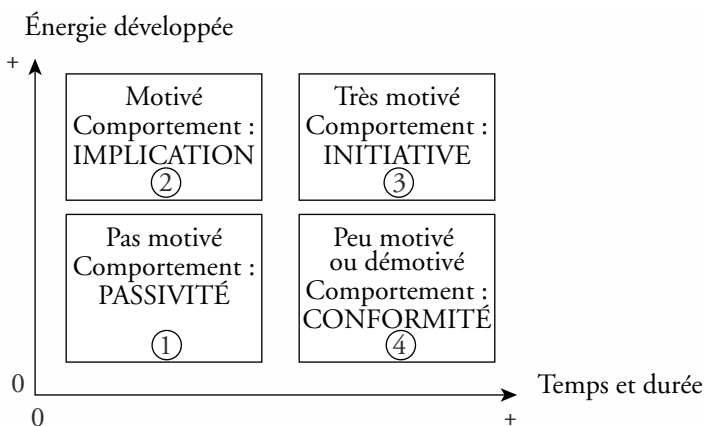 Énergie développée
+
Motivé
Comportement :
IMPLICATION
②
Très motivé
Comportement :
INITIATIVE
③
Pas motivé
Comportement :
PASSIVITÉ
①
Peu motivé
ou démotivé
Comportement :
CONFORMITÉ
④
0
Temps et durée
0
+